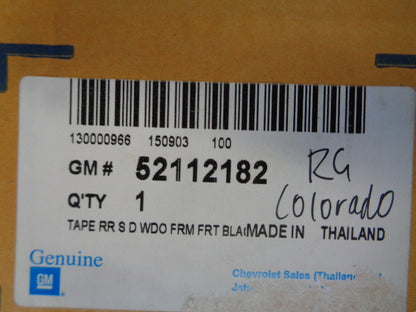 130000966 150903 100
GM # 52112182 RG
Q'TY 1 Colorado
TAPE RR S D WDO FRM FRT BLAC MADE IN THAILAND
Genuine
GM
Chevrolet Sales (Thailand